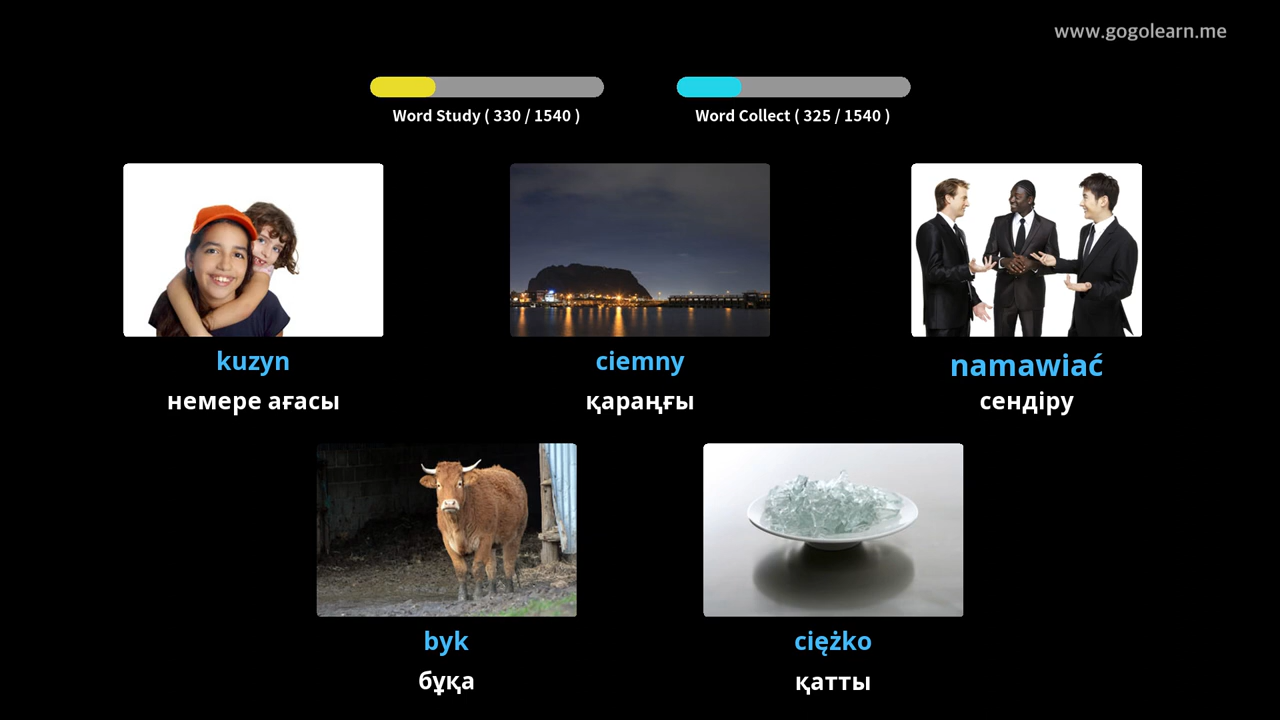 www.gogolearn.me
Word Study ( 330 / 1540 )
Word Collect ( 325 / 1540 )
kuzyn
немере ағасы
ciemny
қараңғы
namawiać
сендіру
byk
бұқа
ciężko
қатты